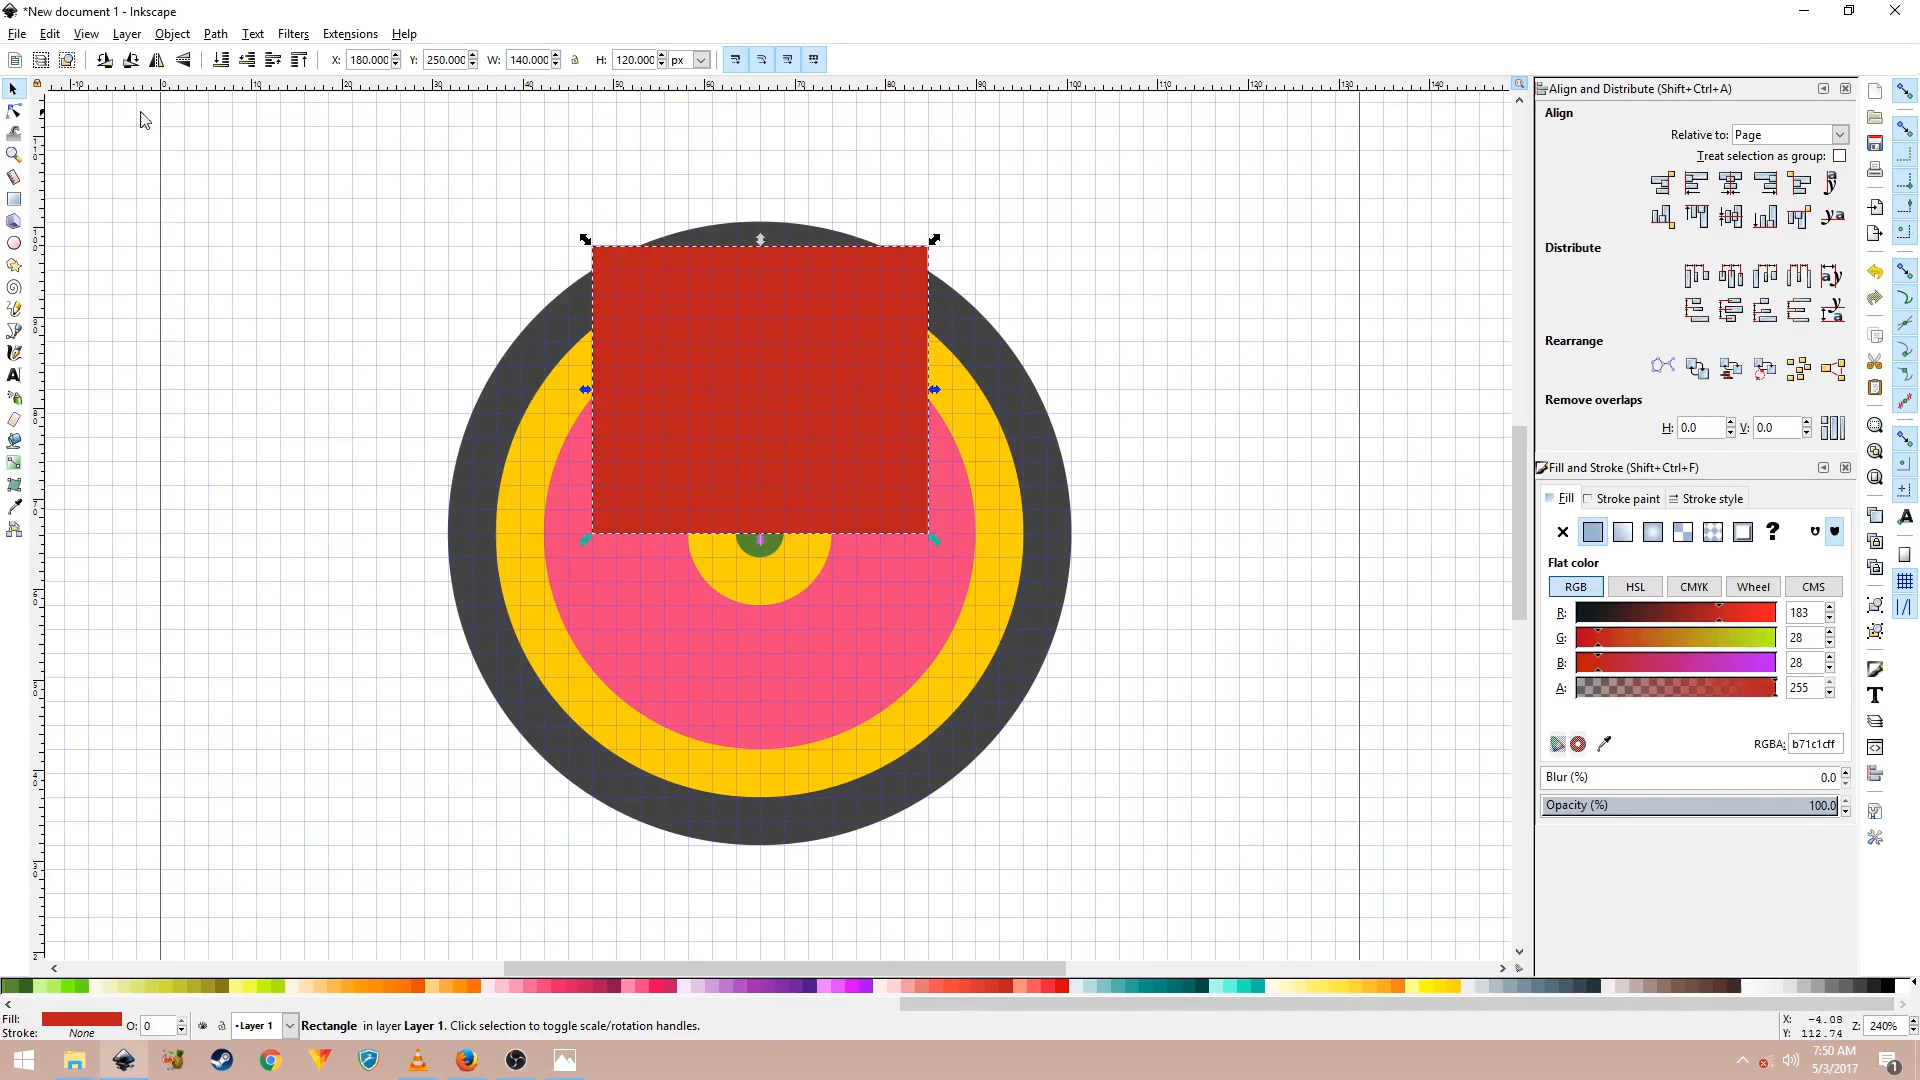 *New document 1 - Inkscape
File Edit View Layer Object Path Text Filters Extensions Help
X: 180.000 Y: 250.000 W: 140.000 H: 120.000 px
Align and Distribute (Shift+Ctrl+A)
Align
Relative to: Page
Treat selection as group:
Distribute
Rearrange
Remove overlaps
H: 0.0 V: 0.0
Fill and Stroke (Shift+Ctrl+F)
Fill Stroke paint Stroke style
Flat color
RGB HSL CMYK Wheel CMS
R: 183
G: 28
B: 28
A: 255
RGBA: b71c1cff
Blur (%) 0.0
Opacity (%) 100.0
Fill:
Stroke: None
O: 0
Layer 1
Rectangle in layer Layer 1. Click selection to toggle scale/rotation handles.
X: -4.08
Y: 112.74
Z: 240%
7:50 AM
5/3/2017
1